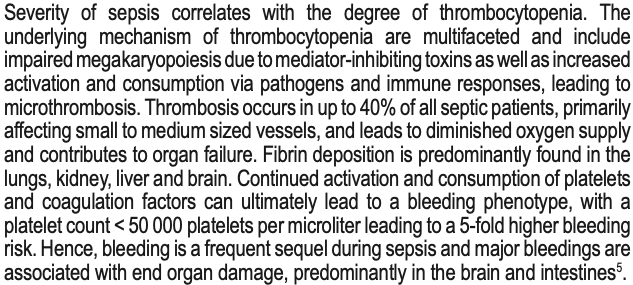 Severity of sepsis correlates with the degree of thrombocytopenia. The
underlying mechanism of thrombocytopenia are multifaceted and include
impaired megakaryopoiesis due to mediator-inhibiting toxins as well as increased
activation and consumption via pathogens and immune responses, leading to
microthrombosis. Thrombosis occurs in up to 40% of all septic patients, primarily
affecting small to medium sized vessels, and leads to diminished oxygen supply
and contributes to organ failure. Fibrin deposition is predominantly found in the
lungs, kidney, liver and brain. Continued activation and consumption of platelets
and coagulation factors can ultimately lead to a bleeding phenotype, with a
platelet count < 50 000 platelets per microliter leading to a 5-fold higher bleeding
risk. Hence, bleeding is a frequent sequel during sepsis and major bleedings are
associated with end organ damage, predominantly in the brain and intestines⁵.